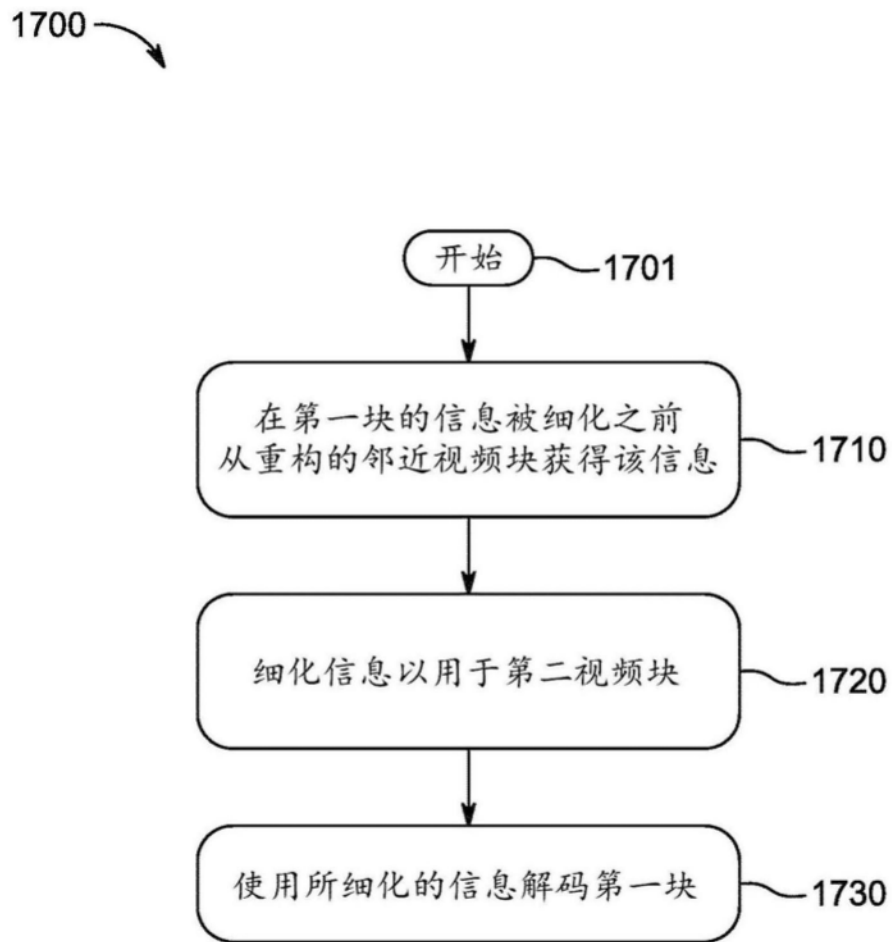 1700
开始
1701
在第一块的信息被细化之前
从重构的邻近视频块获得该信息
1710
细化信息以用于第二视频块
1720
使用所细化的信息解码第一块
1730